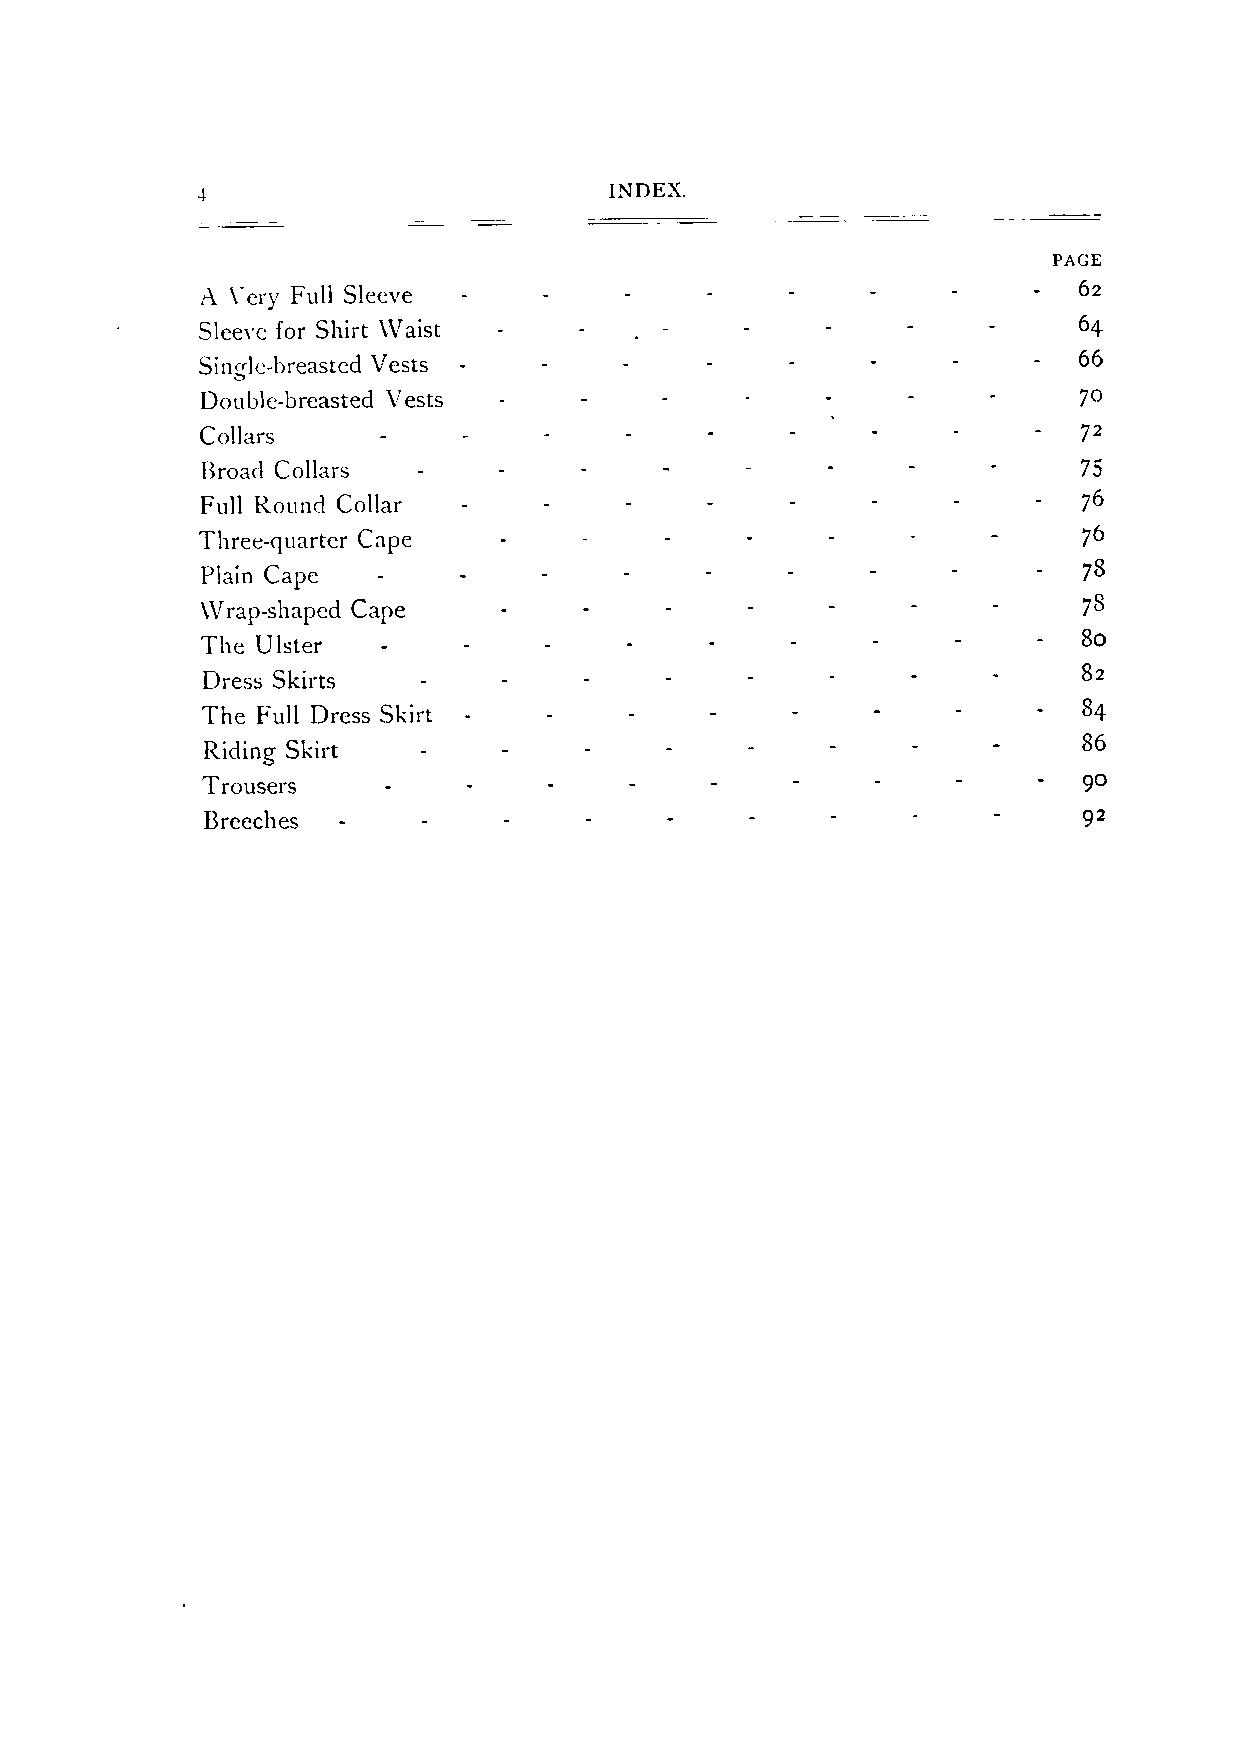 4 INDEX.
PAGE
A Very Full Sleeve - - - - - - - - 62
Sleeve for Shirt Waist - - - - - - - 64
Single-breasted Vests - - - - - - - - 66
Double-breasted Vests - - - - - - - 70
Collars - - - - - - - - - 72
Broad Collars - - - - - - - - 75
Full Round Collar - - - - - - - - 76
Three-quarter Cape - - - - - - - 76
Plain Cape - - - - - - - - - 78
Wrap-shaped Cape - - - - - - - 78
The Ulster - - - - - - - - - 80
Dress Skirts - - - - - - - - 82
The Full Dress Skirt - - - - - - - - 84
Riding Skirt - - - - - - - - 86
Trousers - - - - - - - - - 90
Breeches - - - - - - - - - 92